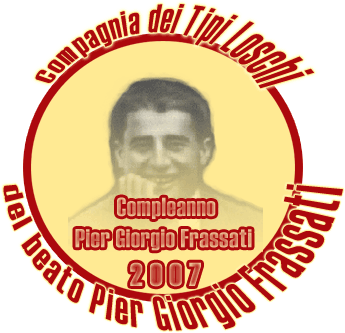 Compagnia dei Tipi Loschi
del beato Pier Giorgio Frassati
Compleanno
Pier Giorgio Frassati
2007